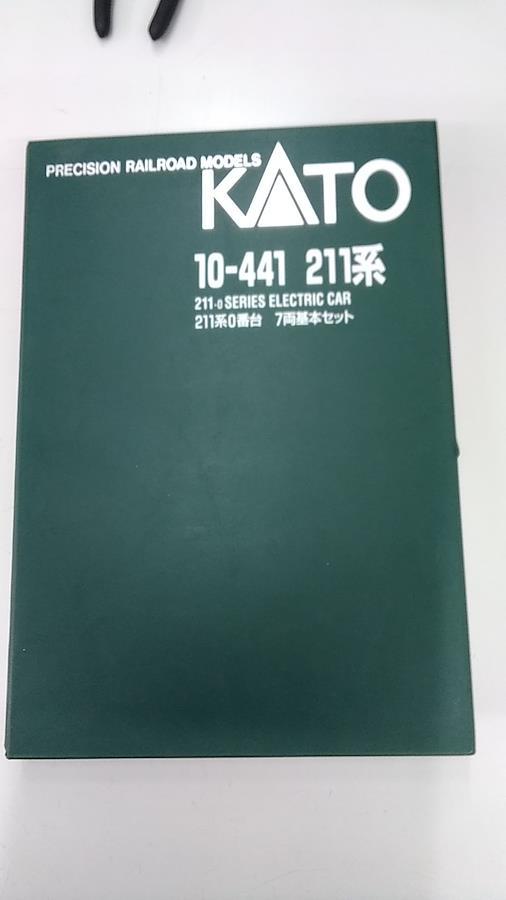 PRECISION RAILROAD MODELS
KATO
10-441 211系
211-0 SERIES ELECTRIC CAR
211系0番台 7両基本セット